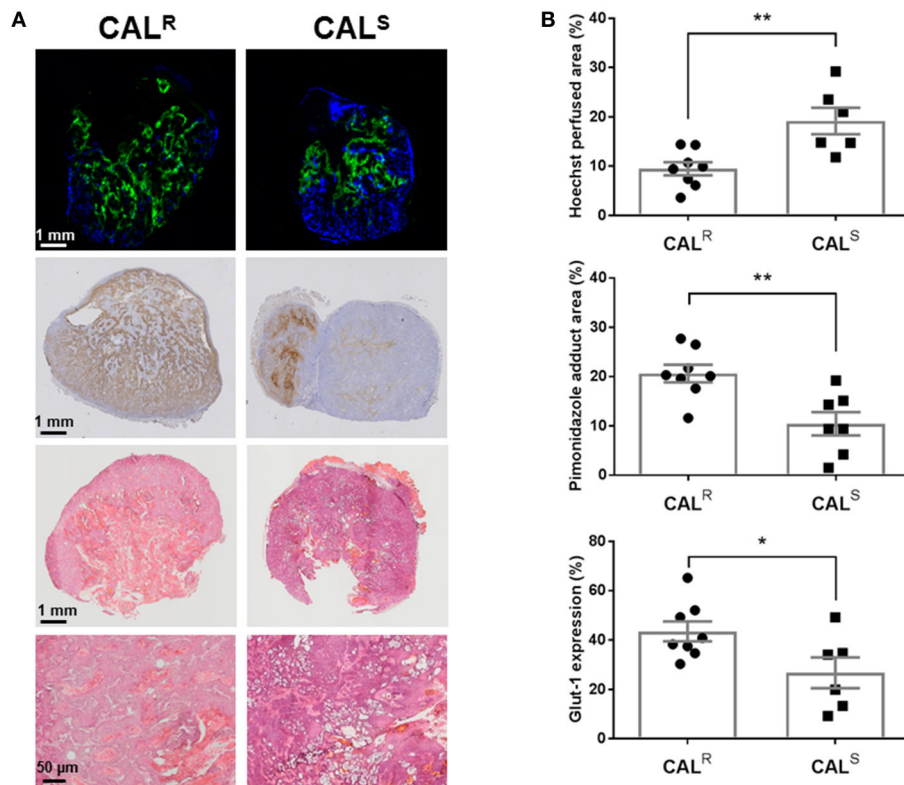 A
CALᴿ
CALˢ
1 mm
1 mm
1 mm
50 µm
B
Hoechst perfused area (%)
40
30
20
10
0
**
CALᴿ
CALˢ
Pimonidazole adduct area (%)
40
30
20
10
0
**
CALᴿ
CALˢ
Glut-1 expression (%)
80
60
40
20
0
*
CALᴿ
CALˢ